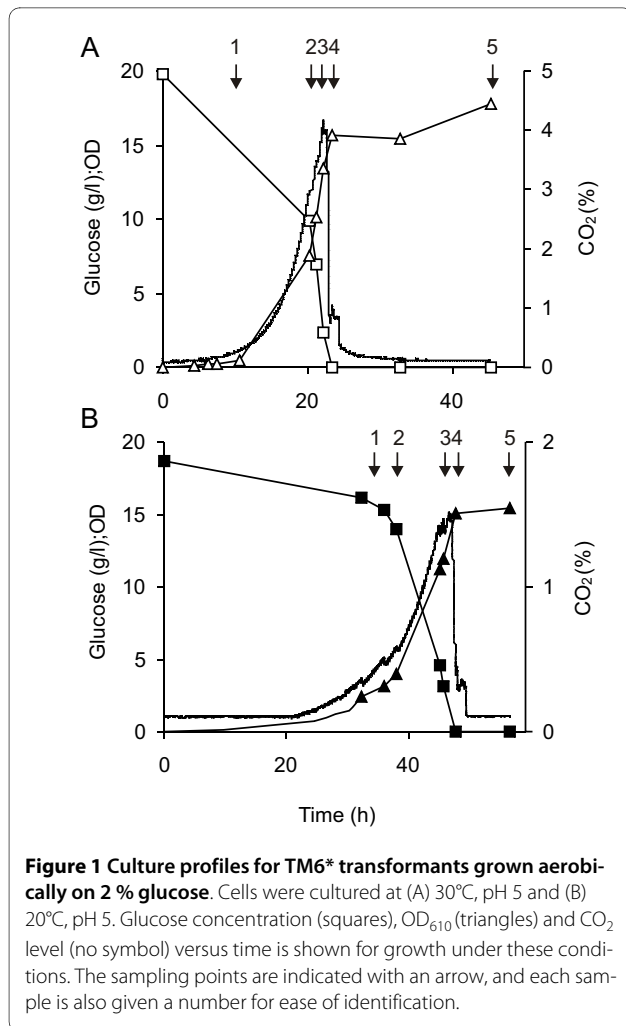 A
1 2 3 4 5
20 5
15 4
10 3
5 2
0 1
0
Glucose (g/l);OD
CO₂(%)
0 20 40
B
1 2 3 4 5
20 2
15
10 1
5
0 0
Glucose (g/l);OD
CO₂(%)
0 20 40
Time (h)
Figure 1 Culture profiles for TM6* transformants grown aerobi-
cally on 2 % glucose. Cells were cultured at (A) 30°C, pH 5 and (B)
20°C, pH 5. Glucose concentration (squares), OD₆₁₀ (triangles) and CO₂
level (no symbol) versus time is shown for growth under these condi-
tions. The sampling points are indicated with an arrow, and each sam-
ple is also given a number for ease of identification.